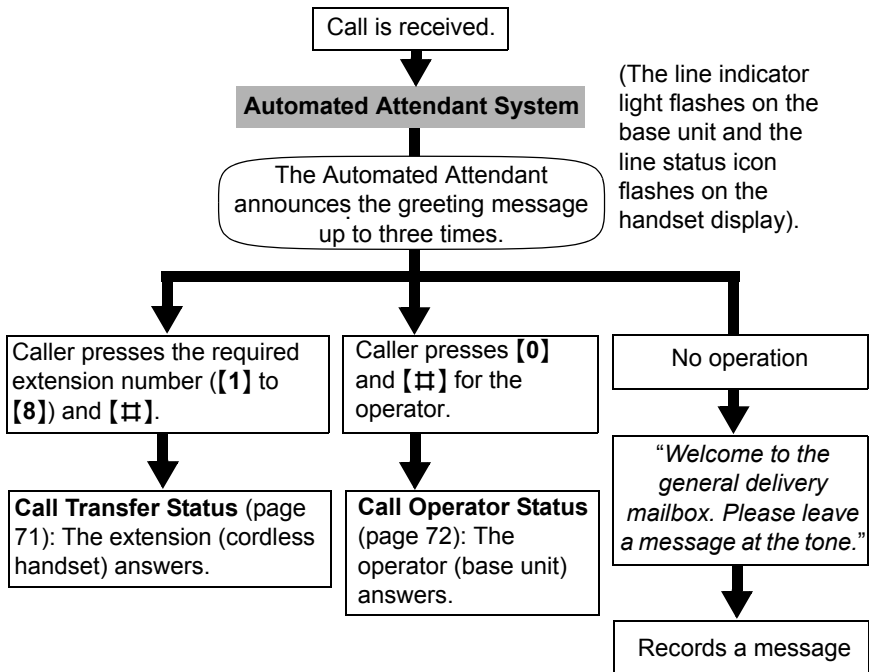 Call is received.
Automated Attendant System
(The line indicator
light flashes on the
base unit and the
line status icon
flashes on the
handset display).
The Automated Attendant
announces the greeting message
up to three times.
Caller presses the required
extension number (【1】 to
【8】) and 【⌗】.
Caller presses 【0】
and 【⌗】 for the
operator.
No operation
Call Transfer Status (page
71): The extension (cordless
handset) answers.
Call Operator Status
(page 72): The
operator (base unit)
answers.
“Welcome to the
general delivery
mailbox. Please leave
a message at the tone.”
Records a message